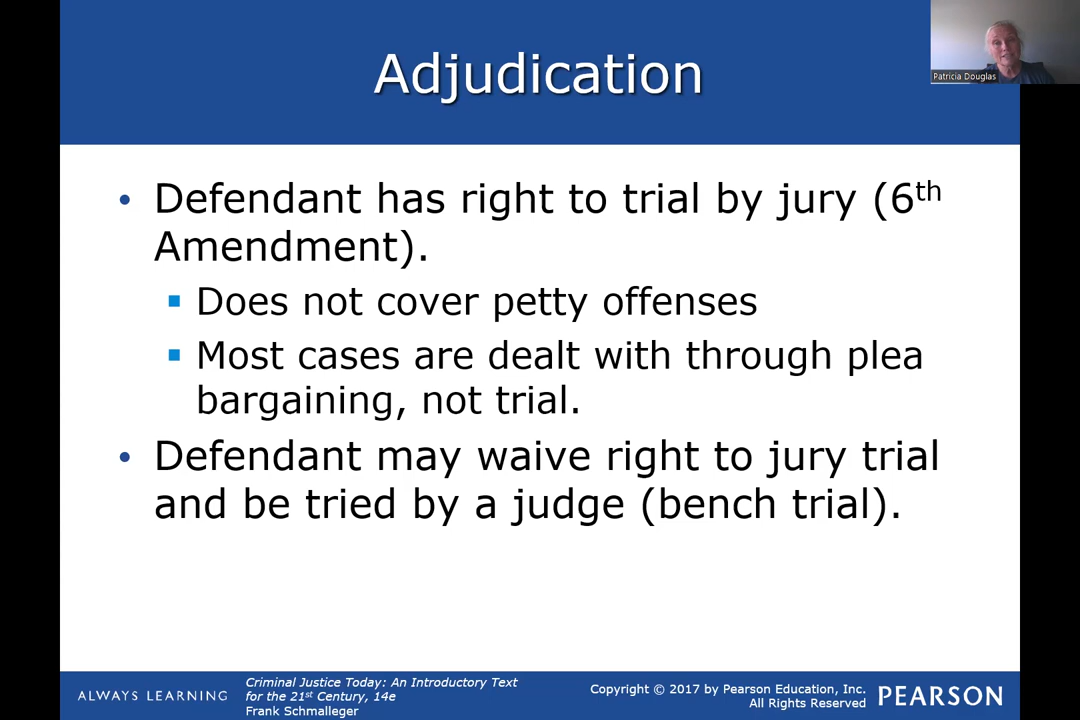 Adjudication
Patricia Douglas
• Defendant has right to trial by jury (6th
Amendment).
▪ Does not cover petty offenses
▪ Most cases are dealt with through plea
bargaining, not trial.
• Defendant may waive right to jury trial
and be tried by a judge (bench trial).
ALWAYS LEARNING
Criminal Justice Today: An Introductory Text
for the 21st Century, 14e
Frank Schmalleger
Copyright © 2017 by Pearson Education, Inc.
All Rights Reserved
PEARSON